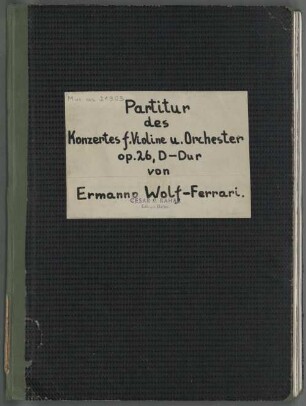 Partitur
des
Konzertes f. Violine u. Orchester
op. 26, D-Dur
von
Ermanno Wolf-Ferrari.